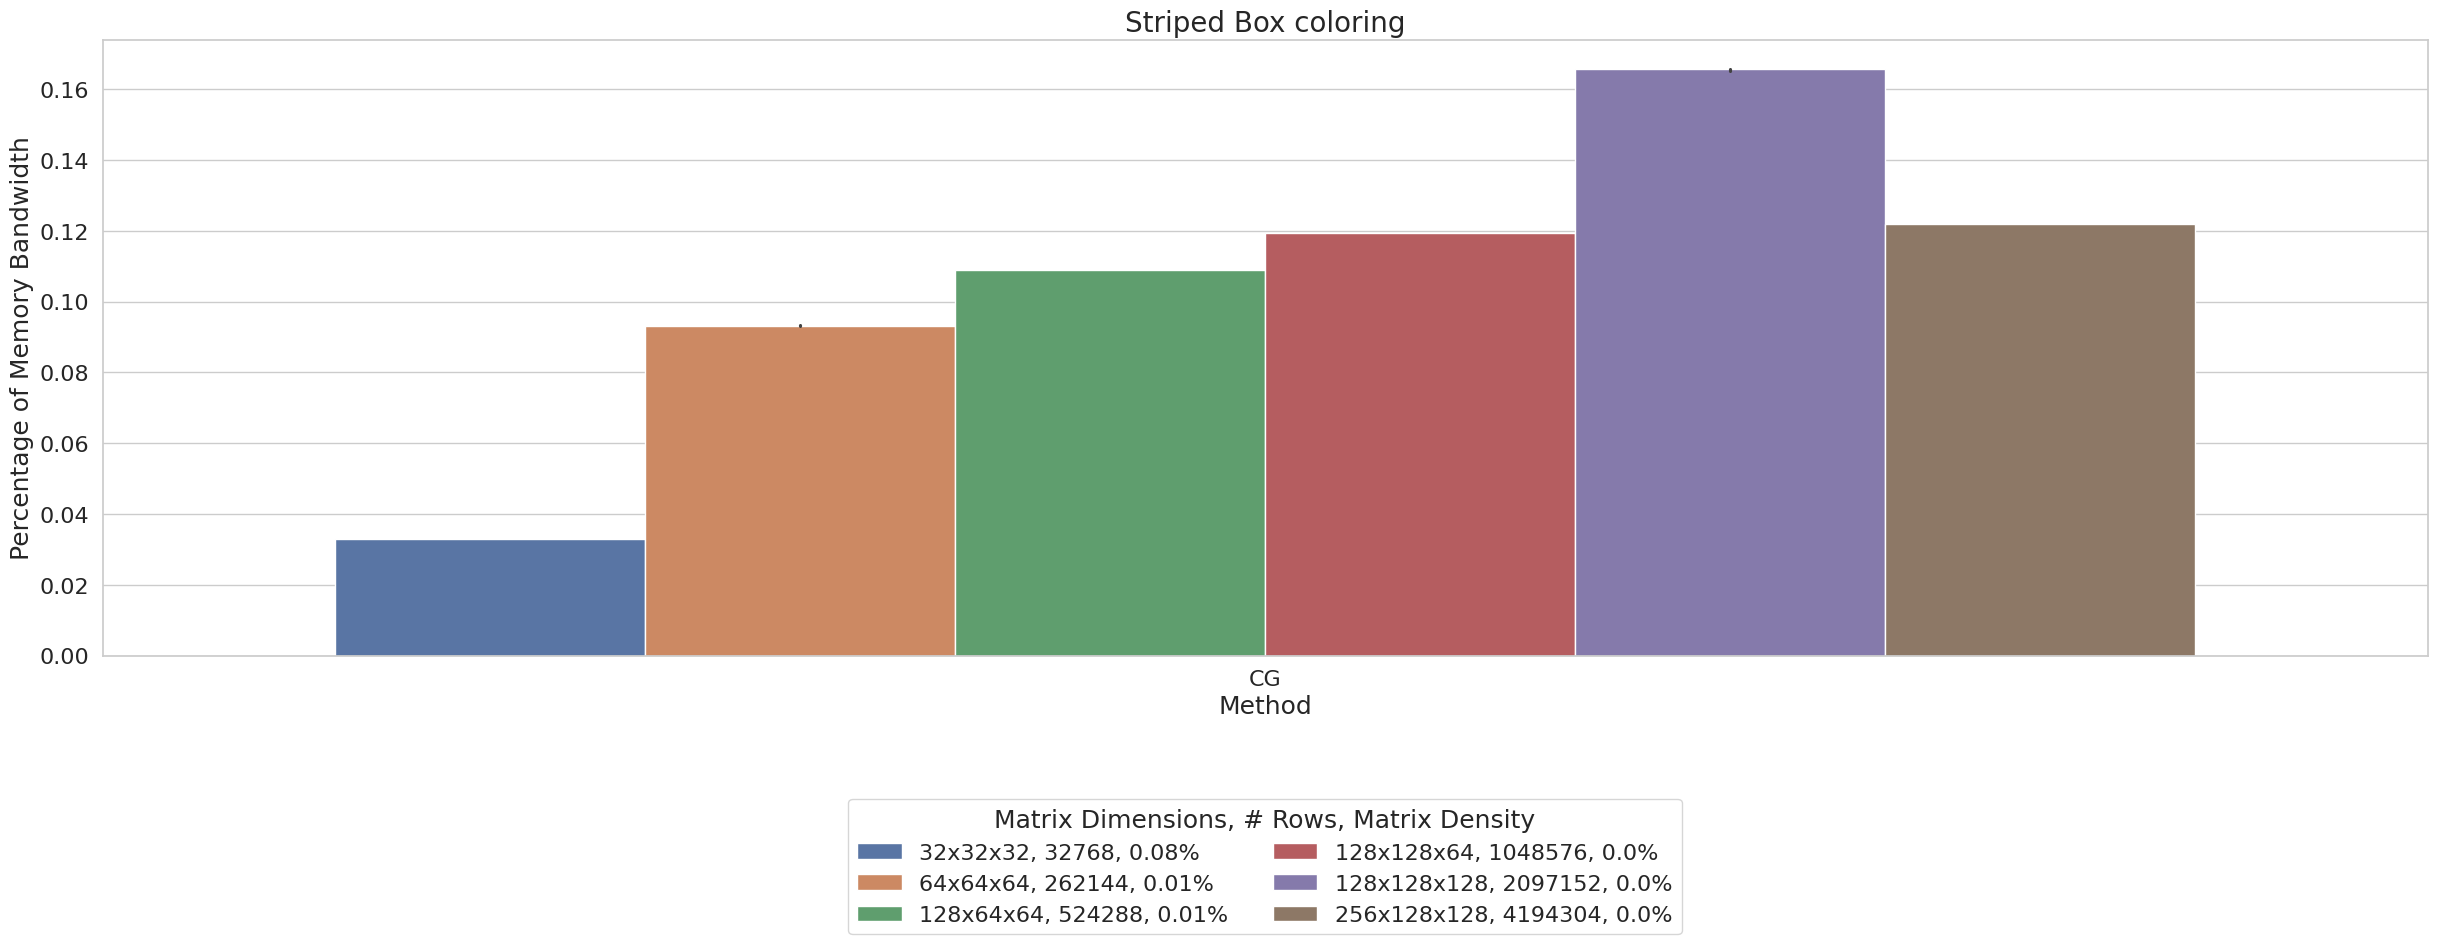 Striped Box coloring
Percentage of Memory Bandwidth
0.16
0.14
0.12
0.10
0.08
0.06
0.04
0.02
0.00
CG
Method
Matrix Dimensions, # Rows, Matrix Density
32x32x32, 32768, 0.08%
64x64x64, 262144, 0.01%
128x64x64, 524288, 0.01%
128x128x64, 1048576, 0.0%
128x128x128, 2097152, 0.0%
256x128x128, 4194304, 0.0%